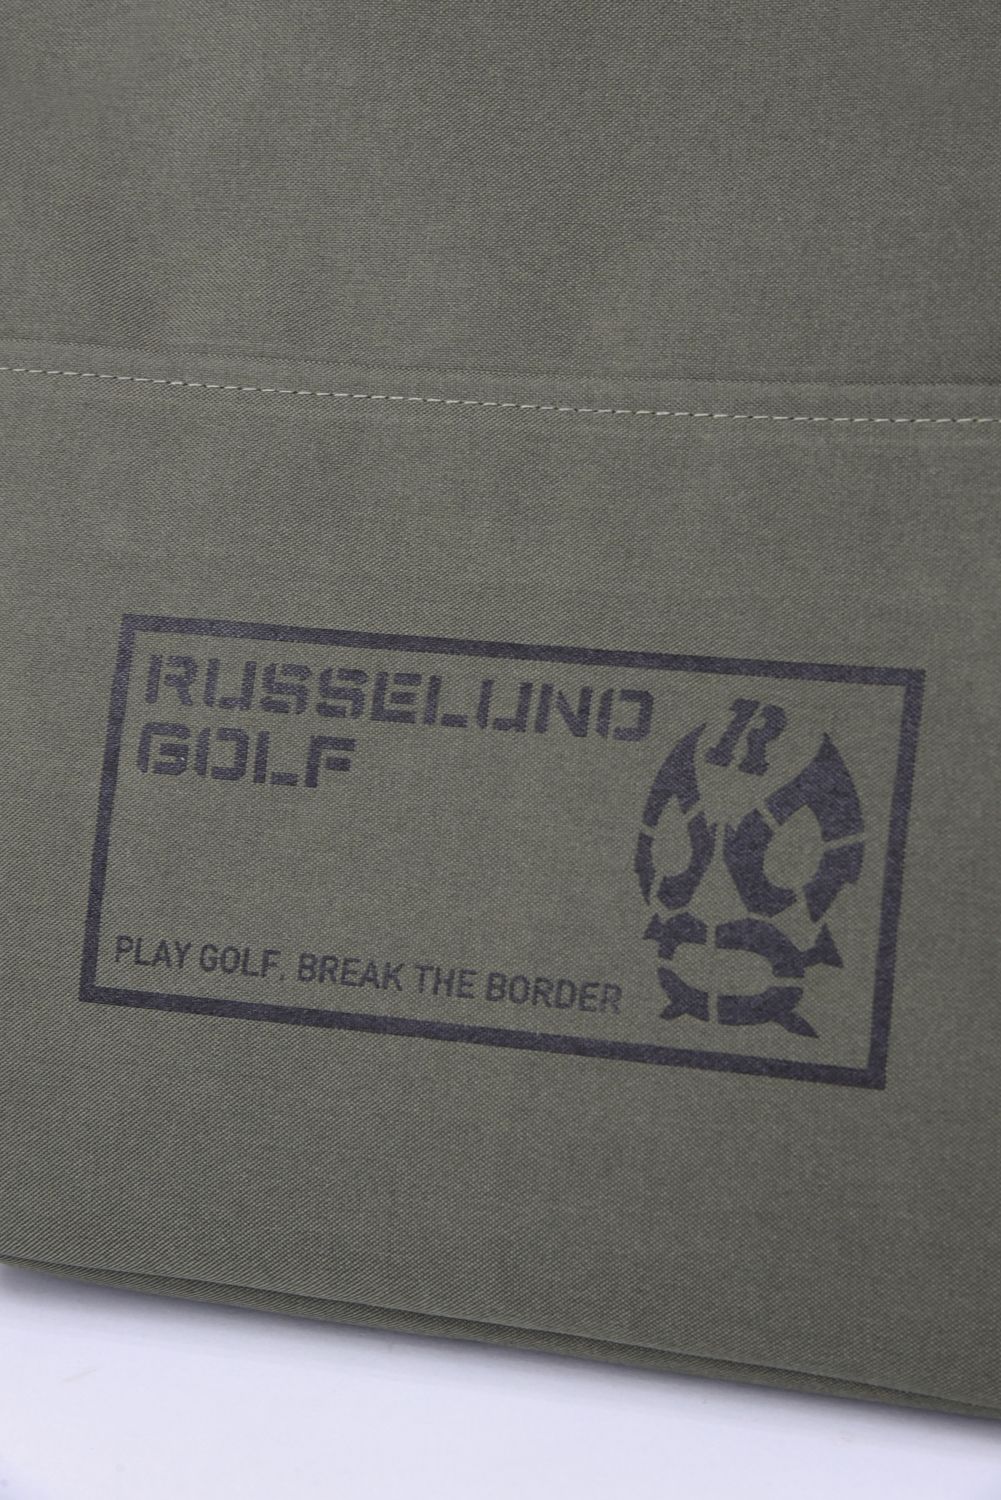 RUSSELUNO
GOLF
R
PLAY GOLF, BREAK THE BORDER